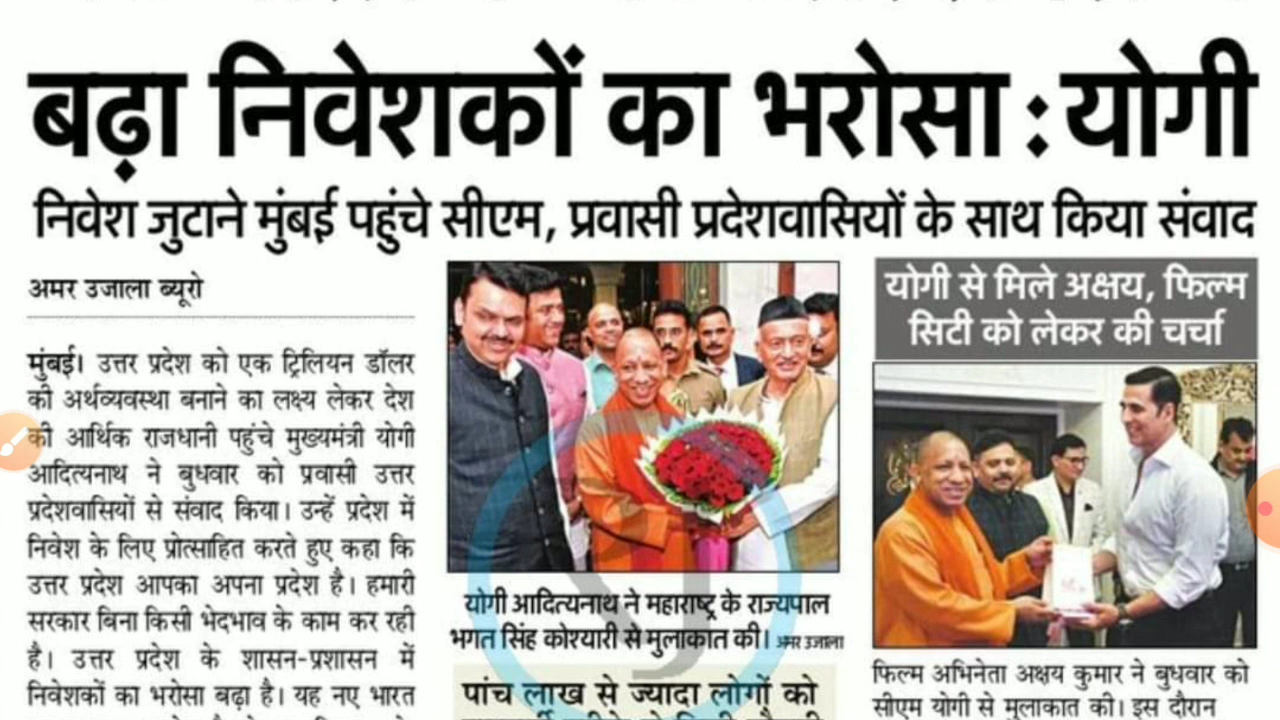 बढ़ा निवेशकों का भरोसा : योगी
निवेश जुटाने मुंबई पहुंचे सीएम, प्रवासी प्रदेशवासियों के साथ किया संवाद
अमर उजाला ब्यूरो
मुंबई। उत्तर प्रदेश को एक ट्रिलियन डॉलर
की अर्थव्यवस्था बनाने का लक्ष्य लेकर देश
की आर्थिक राजधानी पहुंचे मुख्यमंत्री योगी
आदित्यनाथ ने बुधवार को प्रवासी उत्तर
प्रदेशवासियों से संवाद किया। उन्हें प्रदेश में
निवेश के लिए प्रोत्साहित करते हुए कहा कि
उत्तर प्रदेश आपका अपना प्रदेश है। हमारी
सरकार बिना किसी भेदभाव के काम कर रही
है। उत्तर प्रदेश के शासन-प्रशासन में
निवेशकों का भरोसा बढ़ा है। यह नए भारत
योगी आदित्यनाथ ने महाराष्ट्र के राज्यपाल
भगत सिंह कोश्यारी से मुलाकात की। अमर उजाला
पांच लाख से ज्यादा लोगों को
योगी से मिले अक्षय, फिल्म
सिटी को लेकर की चर्चा
फिल्म अभिनेता अक्षय कुमार ने बुधवार को
सीएम योगी से मुलाकात की। इस दौरान